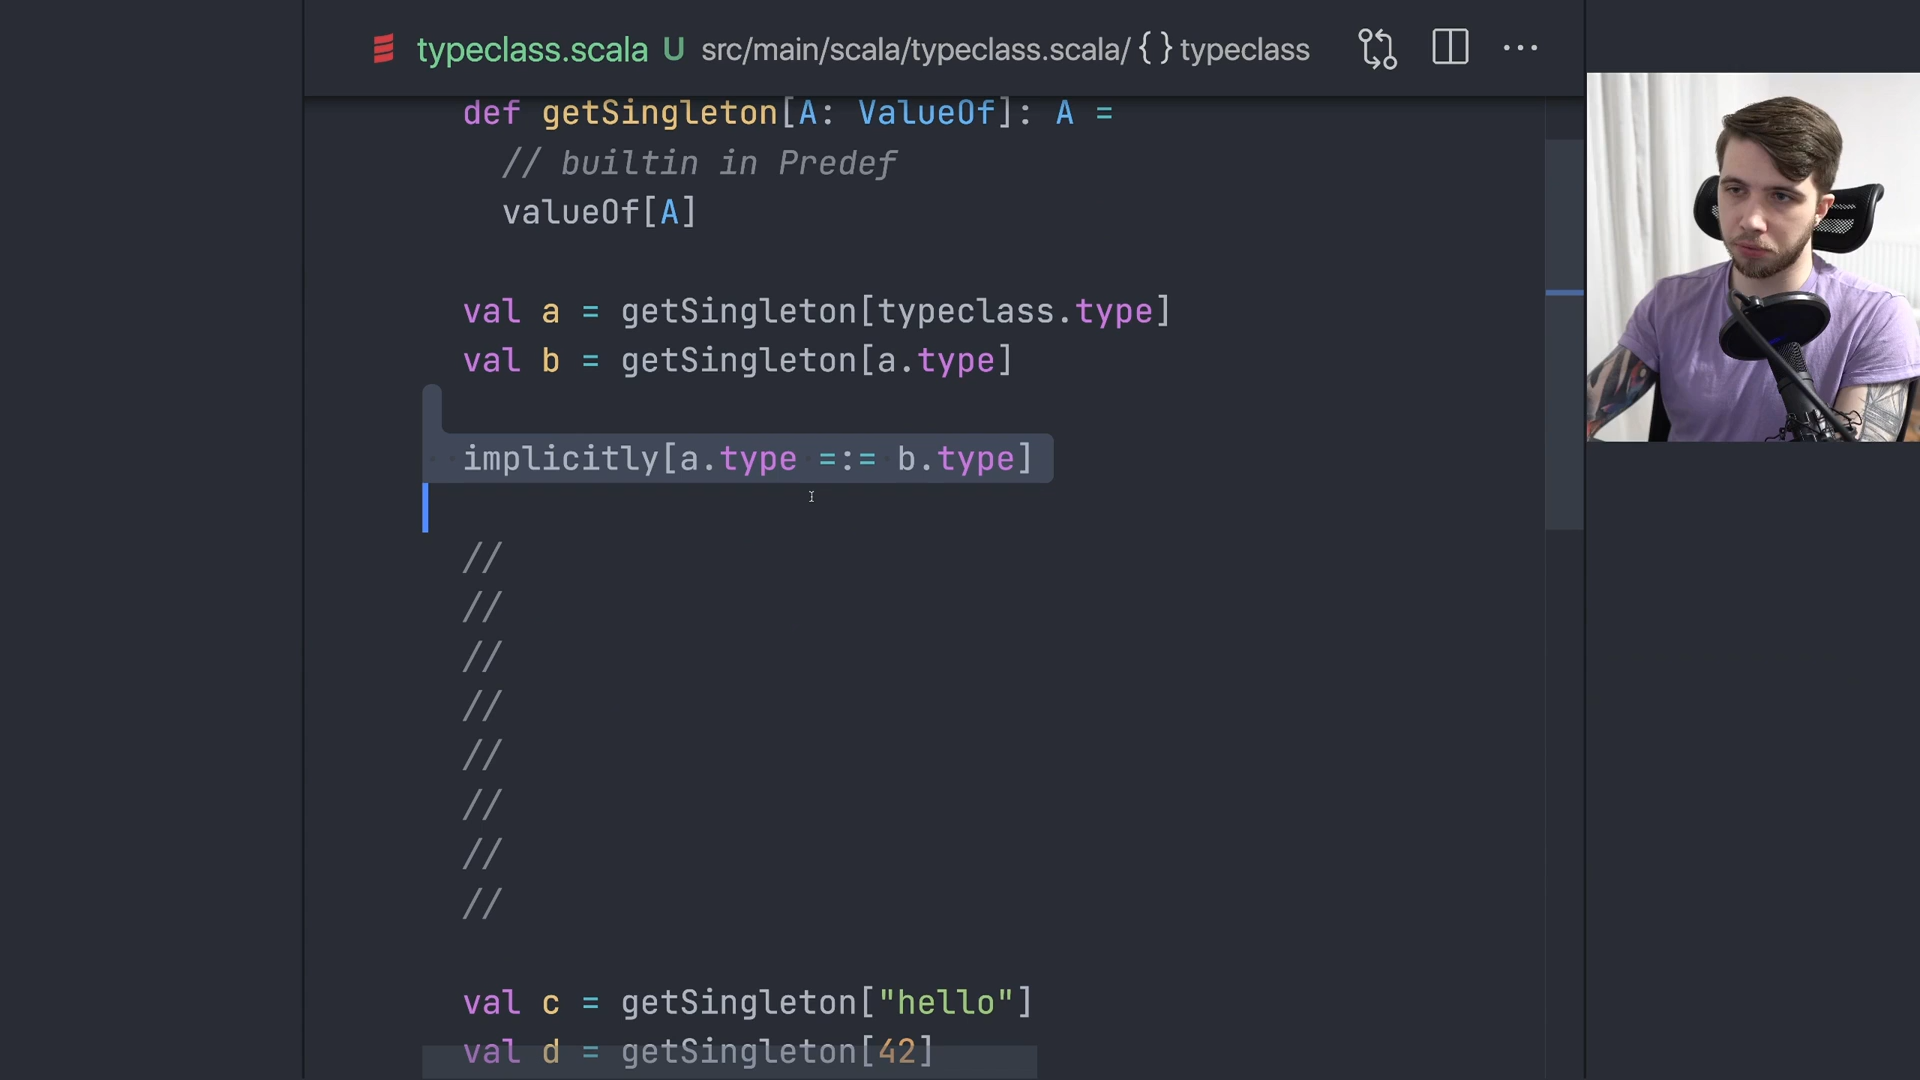 typeclass.scala U src/main/scala/typeclass.scala/{} typeclass ...
def getSingleton[A: ValueOf]: A =
// builtin in Predef
valueOf[A]
val a = getSingleton[typeclass.type]
val b = getSingleton[a.type]
implicitly[a.type =:= b.type]
//
//
//
//
//
//
//
//
val c = getSingleton["hello"]
val d = getSingleton[42]